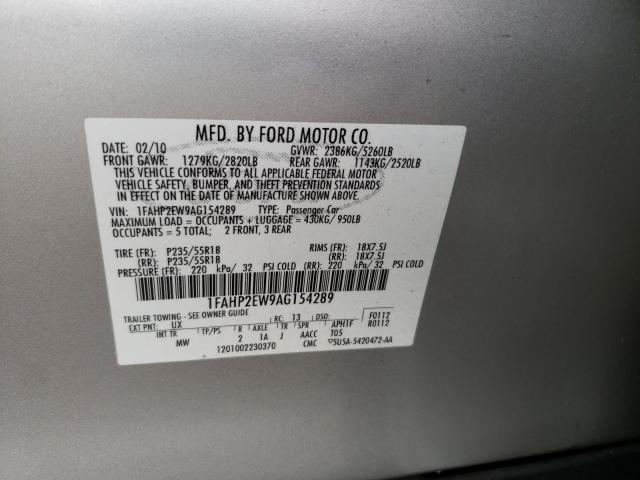 MFD. BY FORD MOTOR CO.
DATE: 02/10 GVWR: 2386KG/5260LB
FRONT GAWR: 1279KG/2820LB REAR GAWR: 1143KG/2520LB
THIS VEHICLE CONFORMS TO ALL APPLICABLE FEDERAL MOTOR
VEHICLE SAFETY, BUMPER, AND THEFT PREVENTION STANDARDS
IN EFFECT ON THE DATE OF MANUFACTURE SHOWN ABOVE.
VIN: 1FAHP2EW9AG154289 TYPE: Passenger Car
MAXIMUM LOAD = OCCUPANTS + LUGGAGE = 430KG/ 950LB
OCCUPANTS = 5 TOTAL; 2 FRONT, 3 REAR
TIRE (FR): P235/55R18 RIMS (FR): 18X7.5J
(RR): P235/55R18 (RR): 18X7.5J
PRESSURE (FR): 220 kPa/ 32 PSI COLD (RR): 220 kPa/ 32 PSI COLD
1FAHP2EW9AG154289
TRAILER TOWING - SEE OWNER GUIDE RC: 13 DSO: F0112
EXT PNT: UX R0112
INT TR TP/PS R AXLE TR SPR APH1F
MW 2 1A J AACC T05
1201002230370 CMC 5U5A-5420472-AA